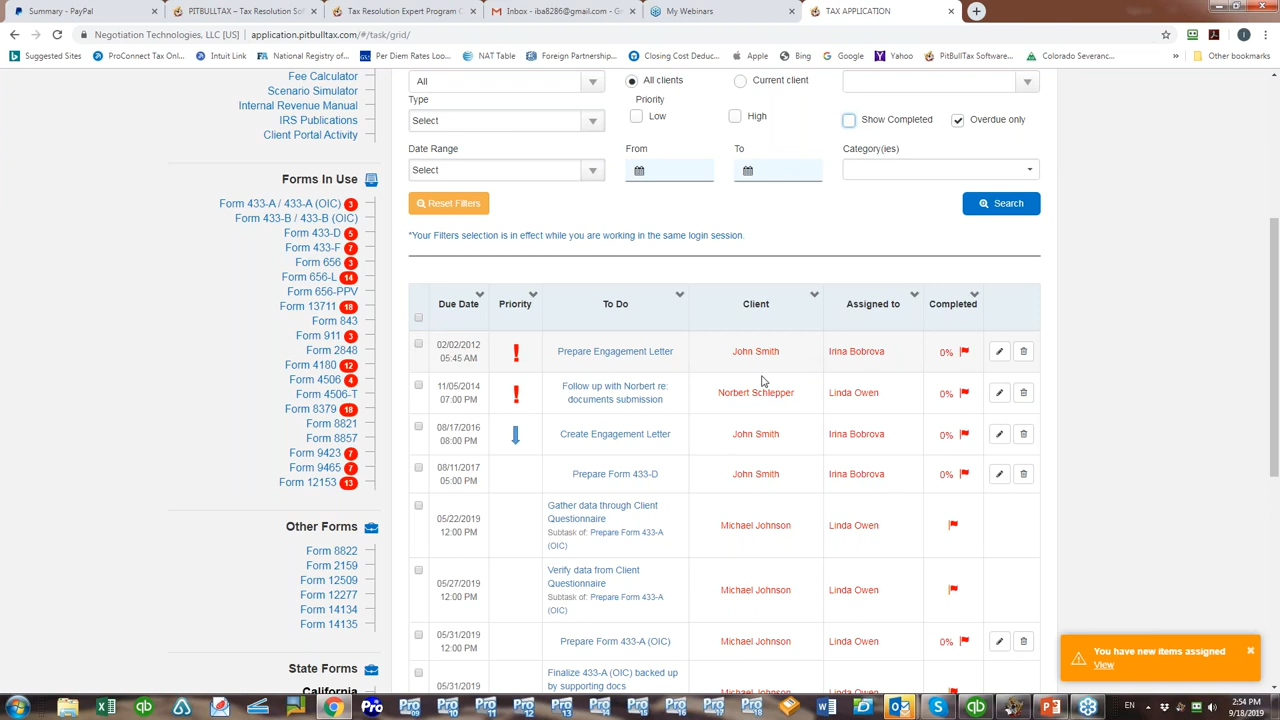 Summary - PayPal
PITBULLTAX – Tax Resolution Sof
Tax Resolution Expert Program C
Inbox - iba8286@gmail.com - G
My Webinars
TAX APPLICATION
Negotiation Technologies, LLC [US]
application.pitbulltax.com/#/task/grid/
Suggested Sites
ProConnect Tax Onl
Intuit Link
National Registry of
Per Diem Rates Loo
NAT Table
Foreign Partnership
Closing Cost Deduc
Apple
Bing
Google
Yahoo
PitBullTax Software
Colorado Severanc
Other bookmarks
Fee Calculator
Scenario Simulator
Internal Revenue Manual
IRS Publications
Client Portal Activity
Forms In Use
Form 433-A / 433-A (OIC) 3
Form 433-B / 433-B (OIC)
Form 433-D 5
Form 433-F 7
Form 656 3
Form 656-L 14
Form 656-PPV
Form 13711 18
Form 843
Form 911 3
Form 2848
Form 4180 12
Form 4506 4
Form 4506-T
Form 8379 18
Form 8821
Form 8857
Form 9423 7
Form 9465 7
Form 12153 13
Other Forms
Form 8822
Form 2159
Form 12509
Form 12277
Form 14134
Form 14135
State Forms
California
All
All clients
Current client
Type
Priority
Select
Low
High
Show Completed
Overdue only
Date Range
From
To
Category(ies)
Select
Reset Filters
Search
*Your Filters selection is in effect while you are working in the same login session.
Due Date Priority To Do Client Assigned to Completed
02/02/2012
05:45 AM
Prepare Engagement Letter
John Smith
Irina Bobrova
0%
11/05/2014
07:00 PM
Follow up with Norbert re:
documents submission
Norbert Schlepper
Linda Owen
0%
08/17/2016
08:00 PM
Create Engagement Letter
John Smith
Irina Bobrova
0%
08/11/2017
05:00 PM
Prepare Form 433-D
John Smith
Irina Bobrova
0%
05/22/2019
12:00 PM
Gather data through Client
Questionnaire
Subtask of: Prepare Form 433-A
(OIC)
Michael Johnson
Linda Owen
05/27/2019
12:00 PM
Verify data from Client
Questionnaire
Subtask of: Prepare Form 433-A
(OIC)
Michael Johnson
Linda Owen
05/31/2019
12:00 PM
Prepare Form 433-A (OIC)
Michael Johnson
Linda Owen
0%
05/31/2019
Finalize 433-A (OIC) backed up
by supporting docs
Michael Johnson
Linda Owen
You have new items assigned
View
EN
2:54 PM
9/18/2019